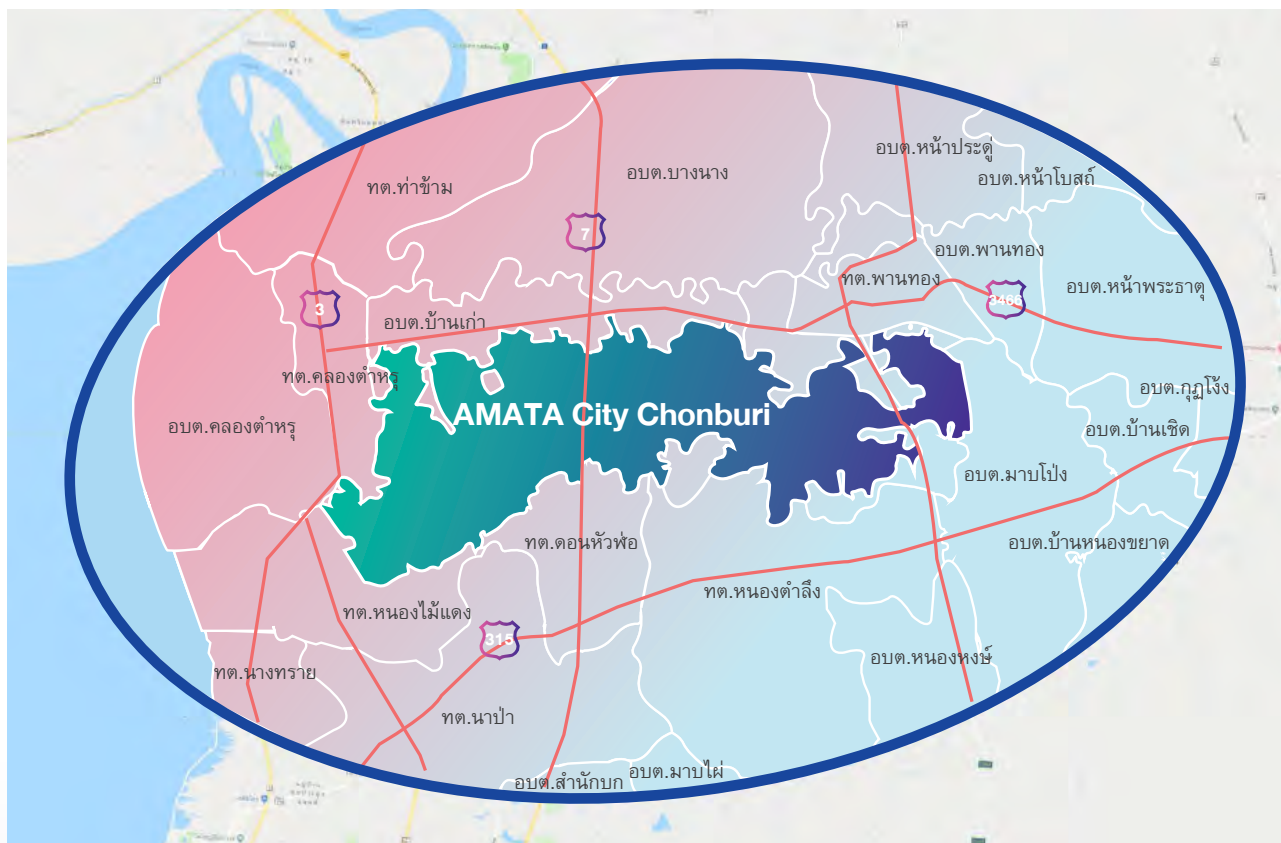 อบต.หน้าประดู่
อบต.บางนาง
อบต.หน้าโบสถ์
ทต.ท่าข้าม
7
อบต.พานทอง
ทต.พานทอง
อบต.หน้าพระธาตุ
3466
3
อบต.บ้านเก่า
ทต.คลองตำหรุ
อบต.กุฎโง้ง
AMATA City Chonburi
อบต.คลองตำหรุ
อบต.บ้านเชิด
อบต.มาบโป่ง
ทต.ดอนหัวฬ่อ
อบต.บ้านหนองขยาด
ทต.หนองตำลึง
ทต.หนองไม้แดง
315
อบต.หนองหงษ์
ทต.นางทราย
ทต.นาป่า
อบต.มาบไผ่
อบต.สำนักบก